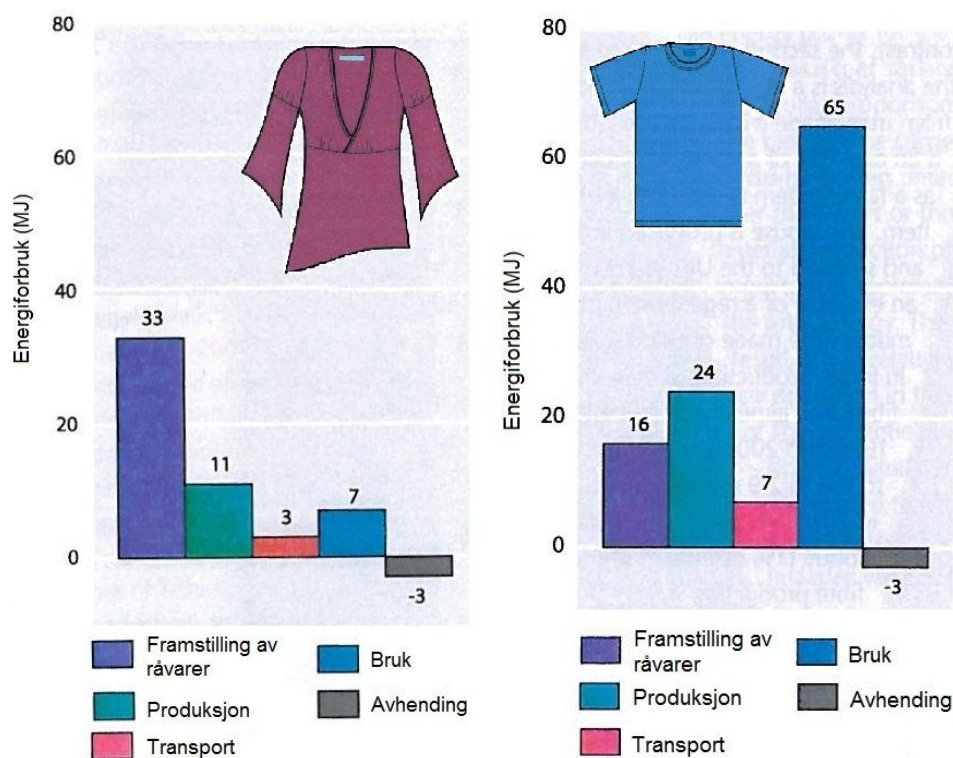 80
60
40
20
0
Energiforbruk (MJ)
33
11
3
7
-3
Framstilling av
råvarer
Produksjon
Transport
Bruk
Avhending
80
60
40
20
0
Energiforbruk (MJ)
16
24
7
65
-3
Framstilling av
råvarer
Produksjon
Transport
Bruk
Avhending